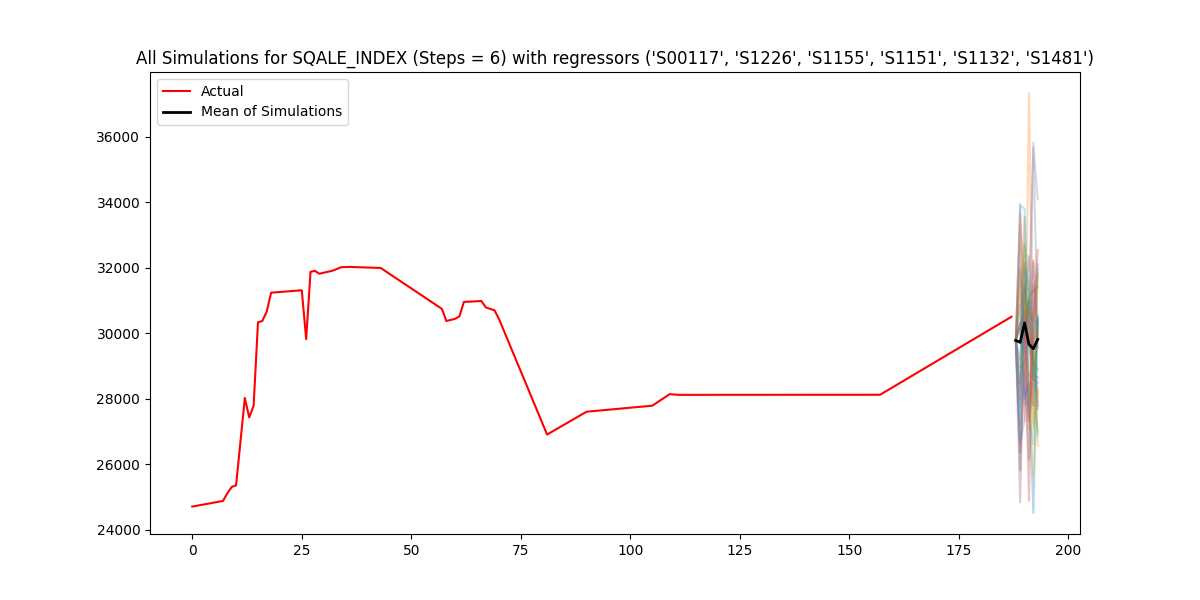 All Simulations for SQALE_INDEX (Steps = 6) with regressors ('S00117', 'S1226', 'S1155', 'S1151', 'S1132', 'S1481')
Actual
Mean of Simulations
36000
34000
32000
30000
28000
26000
24000
0 25 50 75 100 125 150 175 200